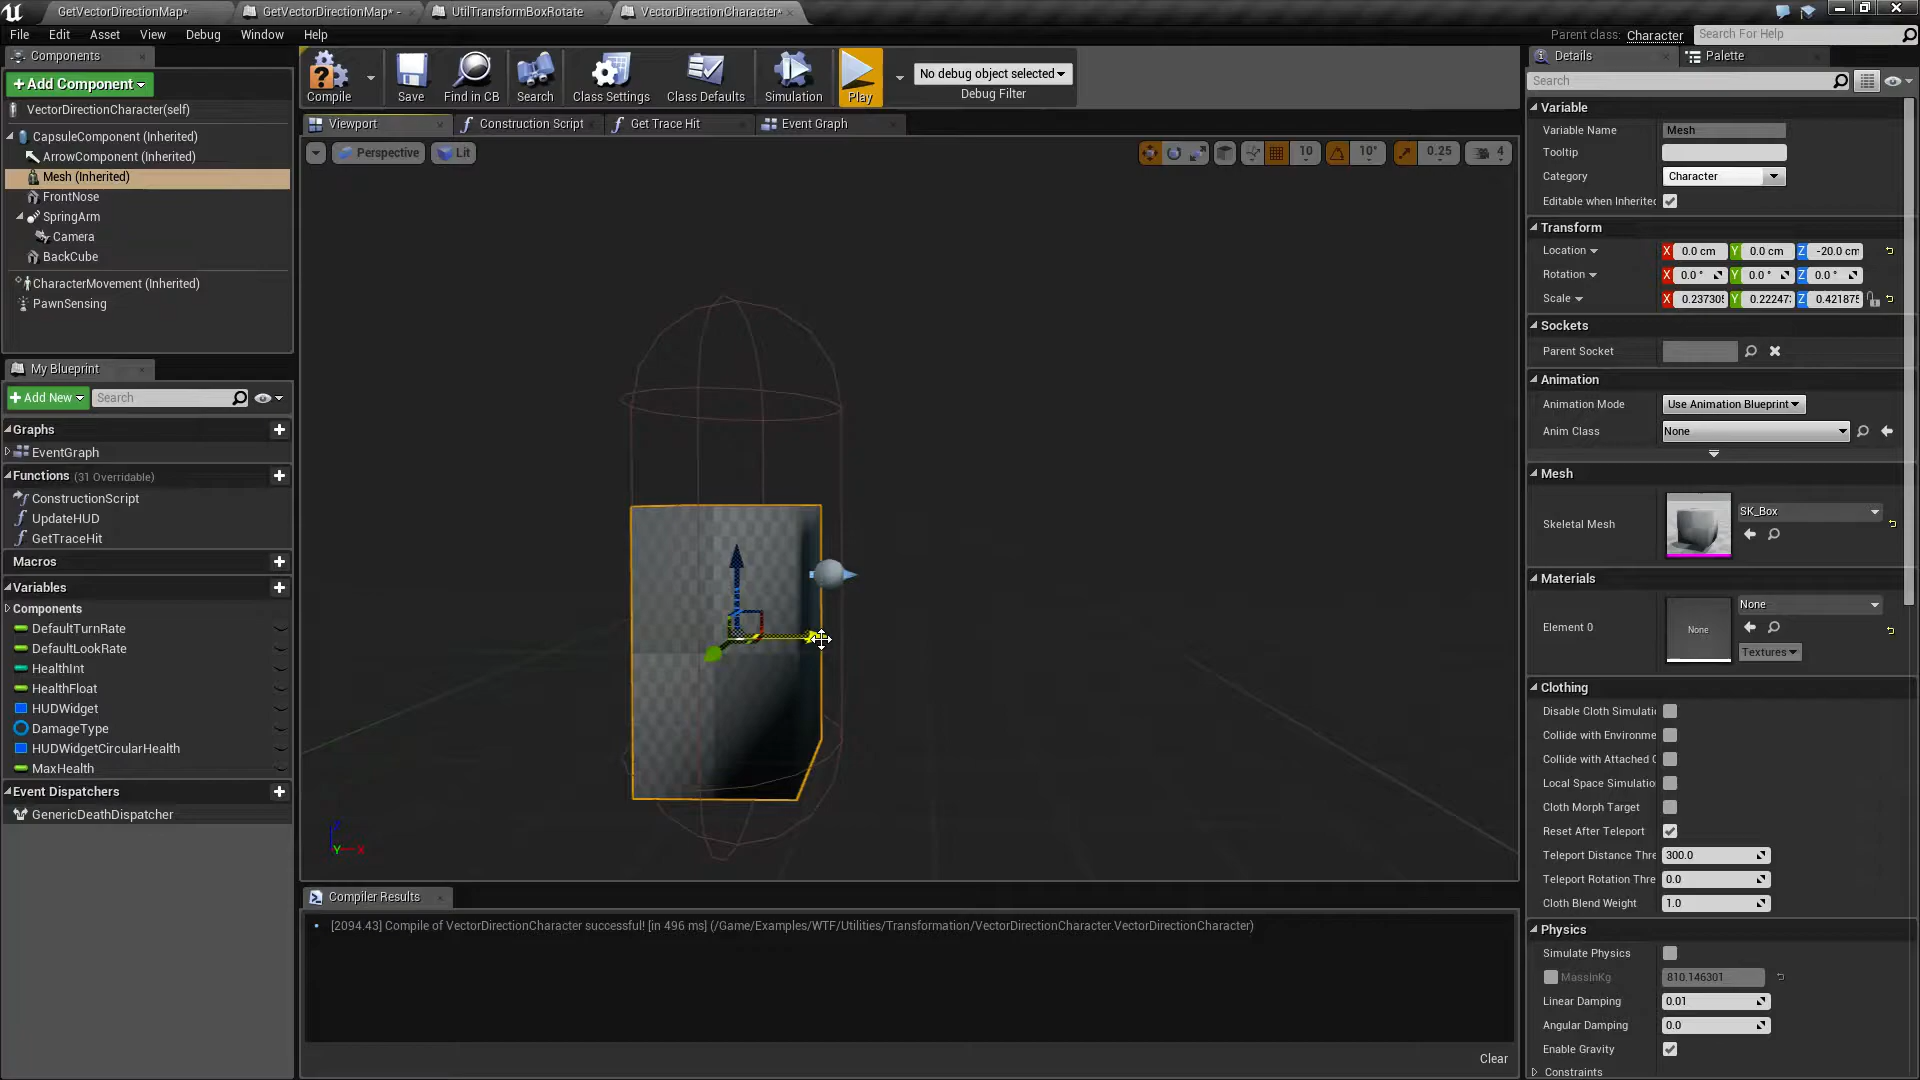 GetVectorDirectionMap*
GetVectorDirectionMap* -
UtilTransformBoxRotate
VectorDirectionCharacter*
File
Edit
Asset
View
Debug
Window
Help
Parent class: Character
Search For Help
Components
+Add Component
VectorDirectionCharacter(self)
CapsuleComponent (Inherited)
ArrowComponent (Inherited)
Mesh (Inherited)
FrontNose
SpringArm
Camera
BackCube
CharacterMovement (Inherited)
PawnSensing
My Blueprint
+Add New
Search
Graphs
EventGraph
Functions (31 Overridable)
ConstructionScript
UpdateHUD
GetTraceHit
Macros
Variables
Components
DefaultTurnRate
DefaultLookRate
HealthInt
HealthFloat
HUDWidget
DamageType
HUDWidgetCircularHealth
MaxHealth
Event Dispatchers
GenericDeathDispatcher
Compile
Save
Find in CB
Search
Class Settings
Class Defaults
Simulation
Play
No debug object selected
Debug Filter
Viewport
Construction Script
Get Trace Hit
Event Graph
Perspective
Lit
10
10°
0.25
4
Y
X
Compiler Results
[2094.43] Compile of VectorDirectionCharacter successful! [in 496 ms] (/Game/Examples/WTF/Utilities/Transformation/VectorDirectionCharacter.VectorDirectionCharacter)
Clear
Details
Palette
Search
Variable
Variable Name Mesh
Tooltip
Category Character
Editable when Inherited
Transform
Location X 0.0 cm Y 0.0 cm Z -20.0 cm
Rotation X 0.0 ° Y 0.0 ° Z 0.0 °
Scale X 0.23730 Y 0.22247 Z 0.421875
Sockets
Parent Socket
Animation
Animation Mode Use Animation Blueprint
Anim Class None
Mesh
Skeletal Mesh SK_Box
Materials
Element 0 None None
Textures
Clothing
Disable Cloth Simulati
Collide with Environme
Collide with Attached C
Local Space Simulatio
Cloth Morph Target
Reset After Teleport
Teleport Distance Thre 300.0
Teleport Rotation Thre 0.0
Cloth Blend Weight 1.0
Physics
Simulate Physics
MassInKg 810.146301
Linear Damping 0.01
Angular Damping 0.0
Enable Gravity
Constraints